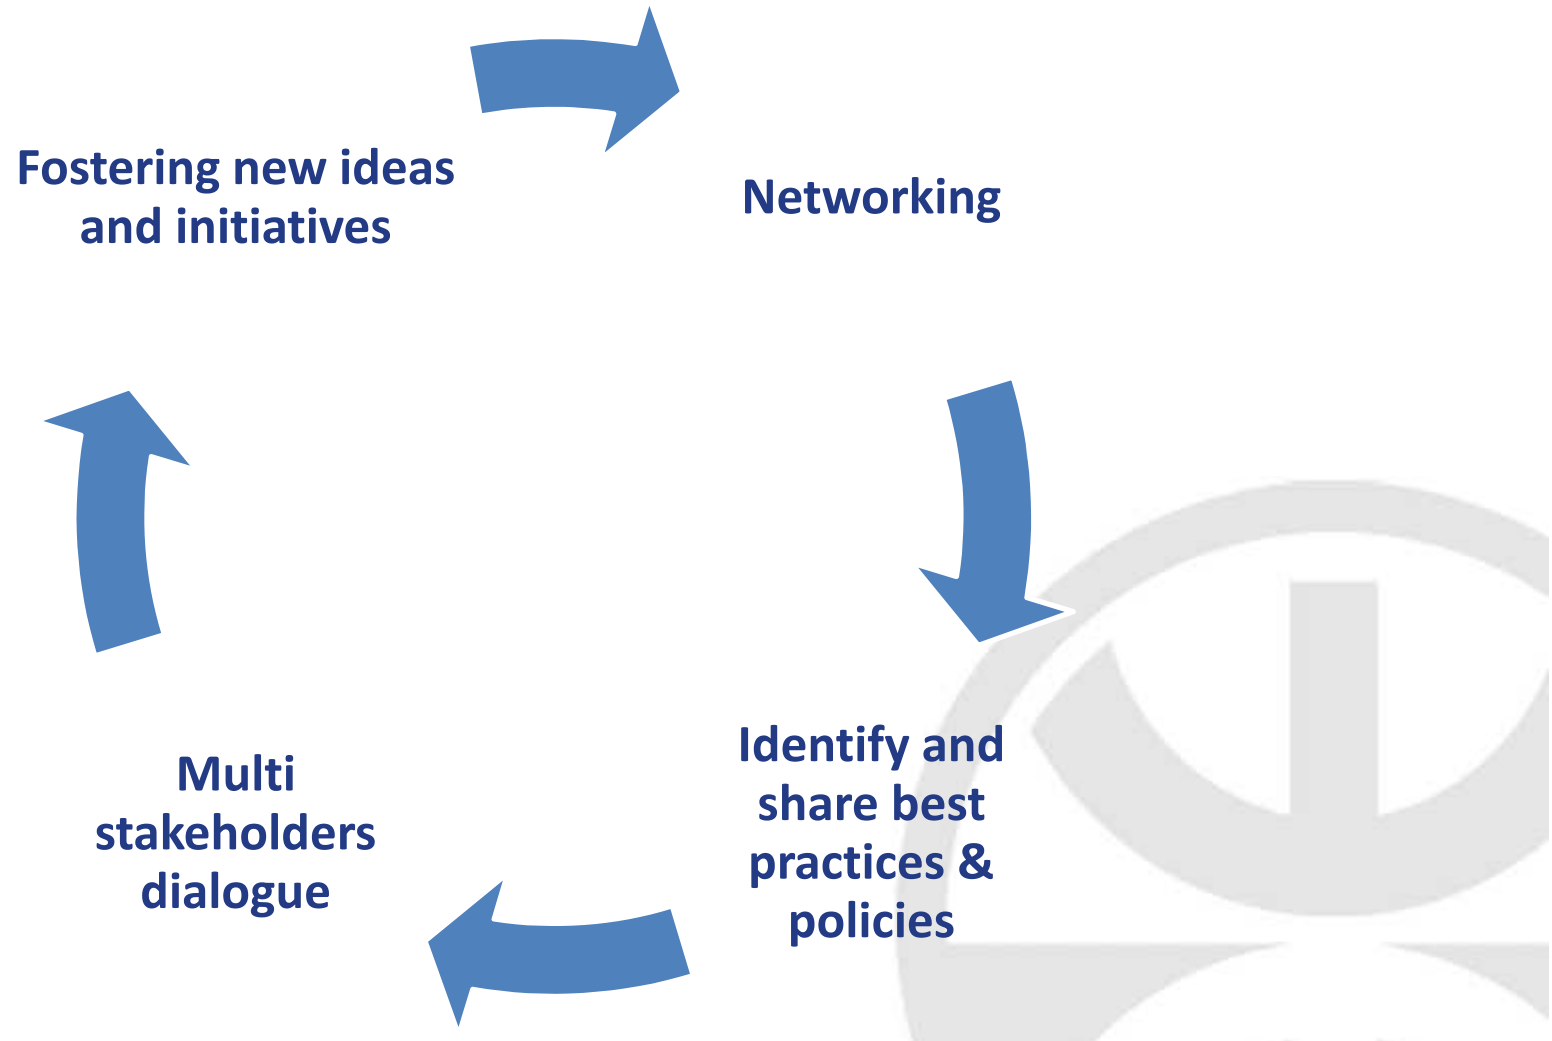 Fostering new ideas
and initiatives
Networking
Identify and
share best
practices &
policies
Multi
stakeholders
dialogue